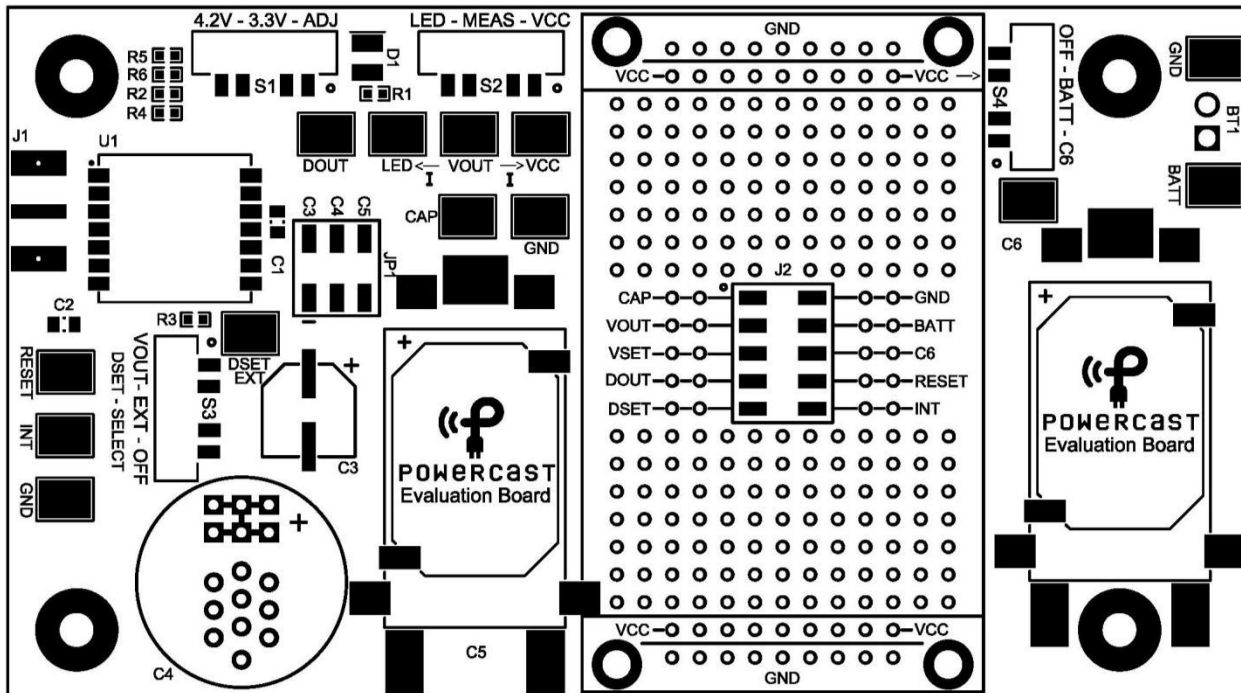 4.2V - 3.3V - ADJ
LED - MEAS - VCC
GND
R5
R6
R2
R4
S1
D1
R1
S2
VCC
VCC
S4
OFF - BATT - C6
GND
BT1
BATT
C6
J1
U1
DOUT
LED
VOUT
VCC
I
I
CAP
GND
C3
C4
C5
JP1
C1
C2
R3
DSET
EXT
RESET
INT
GND
VOUT- EXT - OFF
DSET - SELECT
S3
C3
C4
POWERCAST
Evaluation Board
C5
J2
CAP
GND
VOUT
BATT
VSET
C6
DOUT
RESET
DSET
INT
VCC
VCC
GND
POWERCAST
Evaluation Board